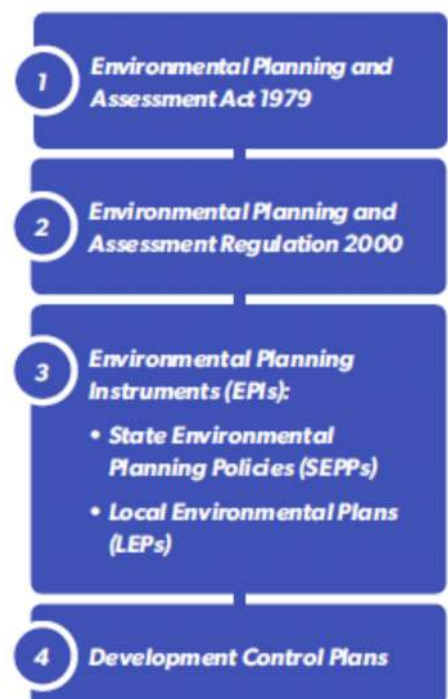 1
Environmental Planning and
Assessment Act 1979
2
Environmental Planning and
Assessment Regulation 2000
3
Environmental Planning
Instruments (EPIs):
• State Environmental
Planning Policies (SEPPs)
• Local Environmental Plans
(LEPs)
4
Development Control Plans